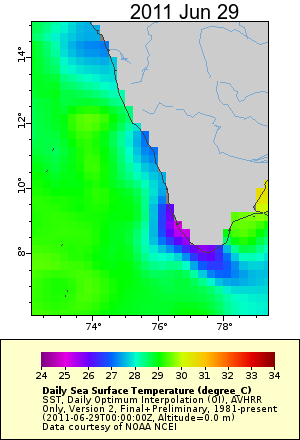 2011 Jun 29
14°
12°
10°
8°
74° 76° 78°
24 25 26 27 28 29 30 31 32 33 34
Daily Sea Surface Temperature (degree_C)
SST, Daily Optimum Interpolation (OI), AVHRR
Only, Version 2, Final+Preliminary, 1981-present
(2011-06-29T00:00:00Z, Altitude=0.0 m)
Data courtesy of NOAA NCEI